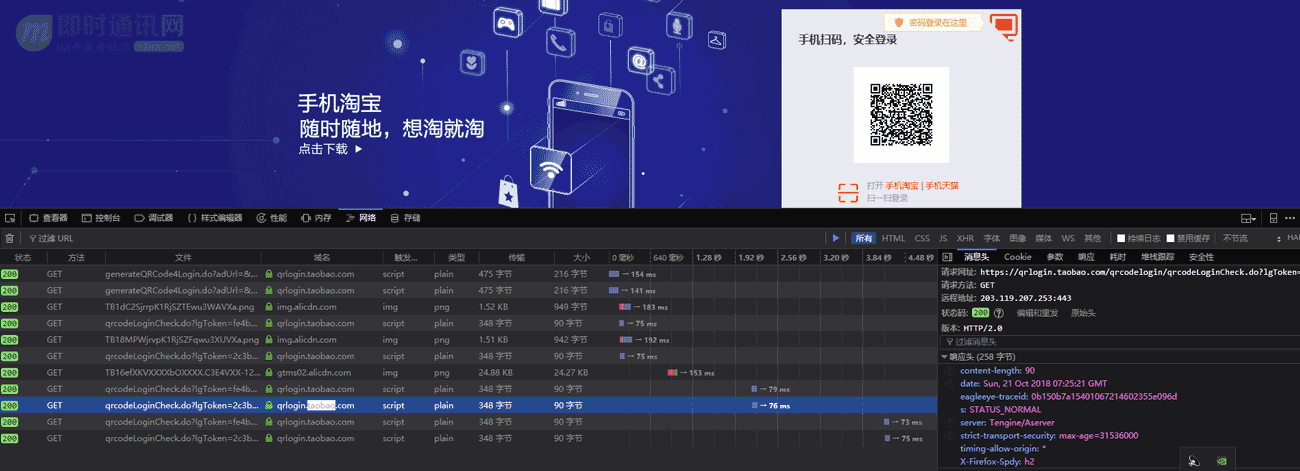 即时通讯网
密码登录在这里
手机扫码，安全登录
手机淘宝
随时随地，想淘就淘
点击下载 ▶
打开 手机淘宝 | 手机天猫
扫一扫登录
查看器 控制台 调试器 样式编辑器 性能 内存 网络 存储
过滤 URL 所有 HTML CSS JS XHR 字体 图像 媒体 WS 其他 持续日志 禁用缓存 不节流 HA
状态 方法 文件 域名 触发... 类型 传输 大小 0 毫秒 640 毫秒 1.28 秒 1.92 秒 2.56 秒 3.20 秒 3.84 秒 4.48 秒
200 GET generateQRCode4Login.do?adUrl=&... qrlogin.taobao.com script plain 475 字节 216 字节 → 154 ms
200 GET generateQRCode4Login.do?adUrl=&... qrlogin.taobao.com script plain 475 字节 216 字节 → 141 ms
200 GET TB1dC2SjrrpK1RjSZTEwu3WAVXa.png img.alicdn.com img png 1.52 KB 949 字节 → 183 ms
200 GET qrcodeLoginCheck.do?lgToken=fe4b... qrlogin.taobao.com script plain 348 字节 90 字节 → 75 ms
200 GET TB18MPWjrvpK1RjSZFqwu3XUVXa.png img.alicdn.com img png 1.51 KB 942 字节 → 192 ms
200 GET qrcodeLoginCheck.do?lgToken=2c3b... qrlogin.taobao.com script plain 348 字节 90 字节 → 75 ms
200 GET TB16efXKVXXXXbOXXXX.C3E4VXX-12... gtms02.alicdn.com img png 24.88 KB 24.27 KB → 153 ms
200 GET qrcodeLoginCheck.do?lgToken=fe4b... qrlogin.taobao.com script plain 348 字节 90 字节 → 79 ms
200 GET qrcodeLoginCheck.do?lgToken=2c3b... qrlogin.taobao.com script plain 348 字节 90 字节 → 76 ms
200 GET qrcodeLoginCheck.do?lgToken=fe4b... qrlogin.taobao.com script plain 348 字节 90 字节 → 73 ms
200 GET qrcodeLoginCheck.do?lgToken=2c3b... qrlogin.taobao.com script plain 348 字节 90 字节 → 75 ms
消息头 Cookie 参数 响应 耗时 堆栈跟踪 安全性
请求网址: https://qrlogin.taobao.com/qrcodelogin/qrcodeLoginCheck.do?lgToken=
请求方法: GET
远程地址: 203.119.207.253:443
状态码: 200 编辑和重发 原始头
版本: HTTP/2.0
过滤消息头
响应头 (258 字节)
content-length: 90
date: Sun, 21 Oct 2018 07:25:21 GMT
eagleeye-traceid: 0b150b7a15401067214602355e096d
s: STATUS_NORMAL
server: Tengine/Aserver
strict-transport-security: max-age=31536000
timing-allow-origin: *
X-Firefox-Spdy: h2